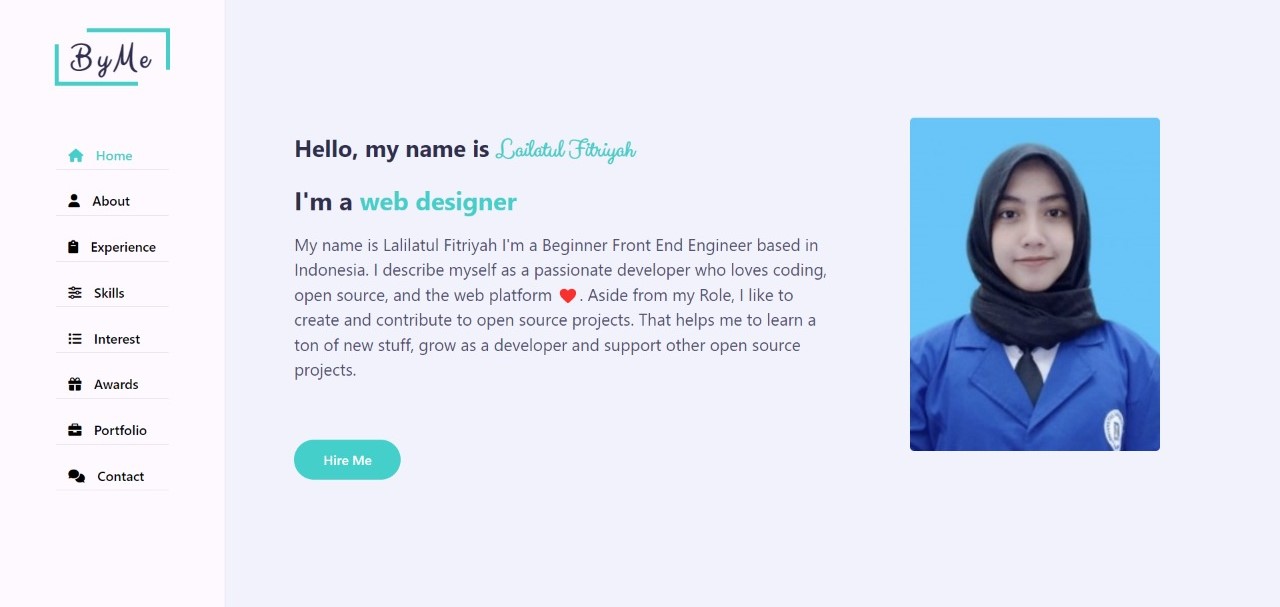 ByMe
Home
About
Experience
Skills
Interest
Awards
Portfolio
Contact
Hello, my name is Lailatul Fitriyah
I'm a web designer
My name is Lalilatul Fitriyah I'm a Beginner Front End Engineer based in
Indonesia. I describe myself as a passionate developer who loves coding,
open source, and the web platform ❤️. Aside from my Role, I like to
create and contribute to open source projects. That helps me to learn a
ton of new stuff, grow as a developer and support other open source
projects.
Hire Me